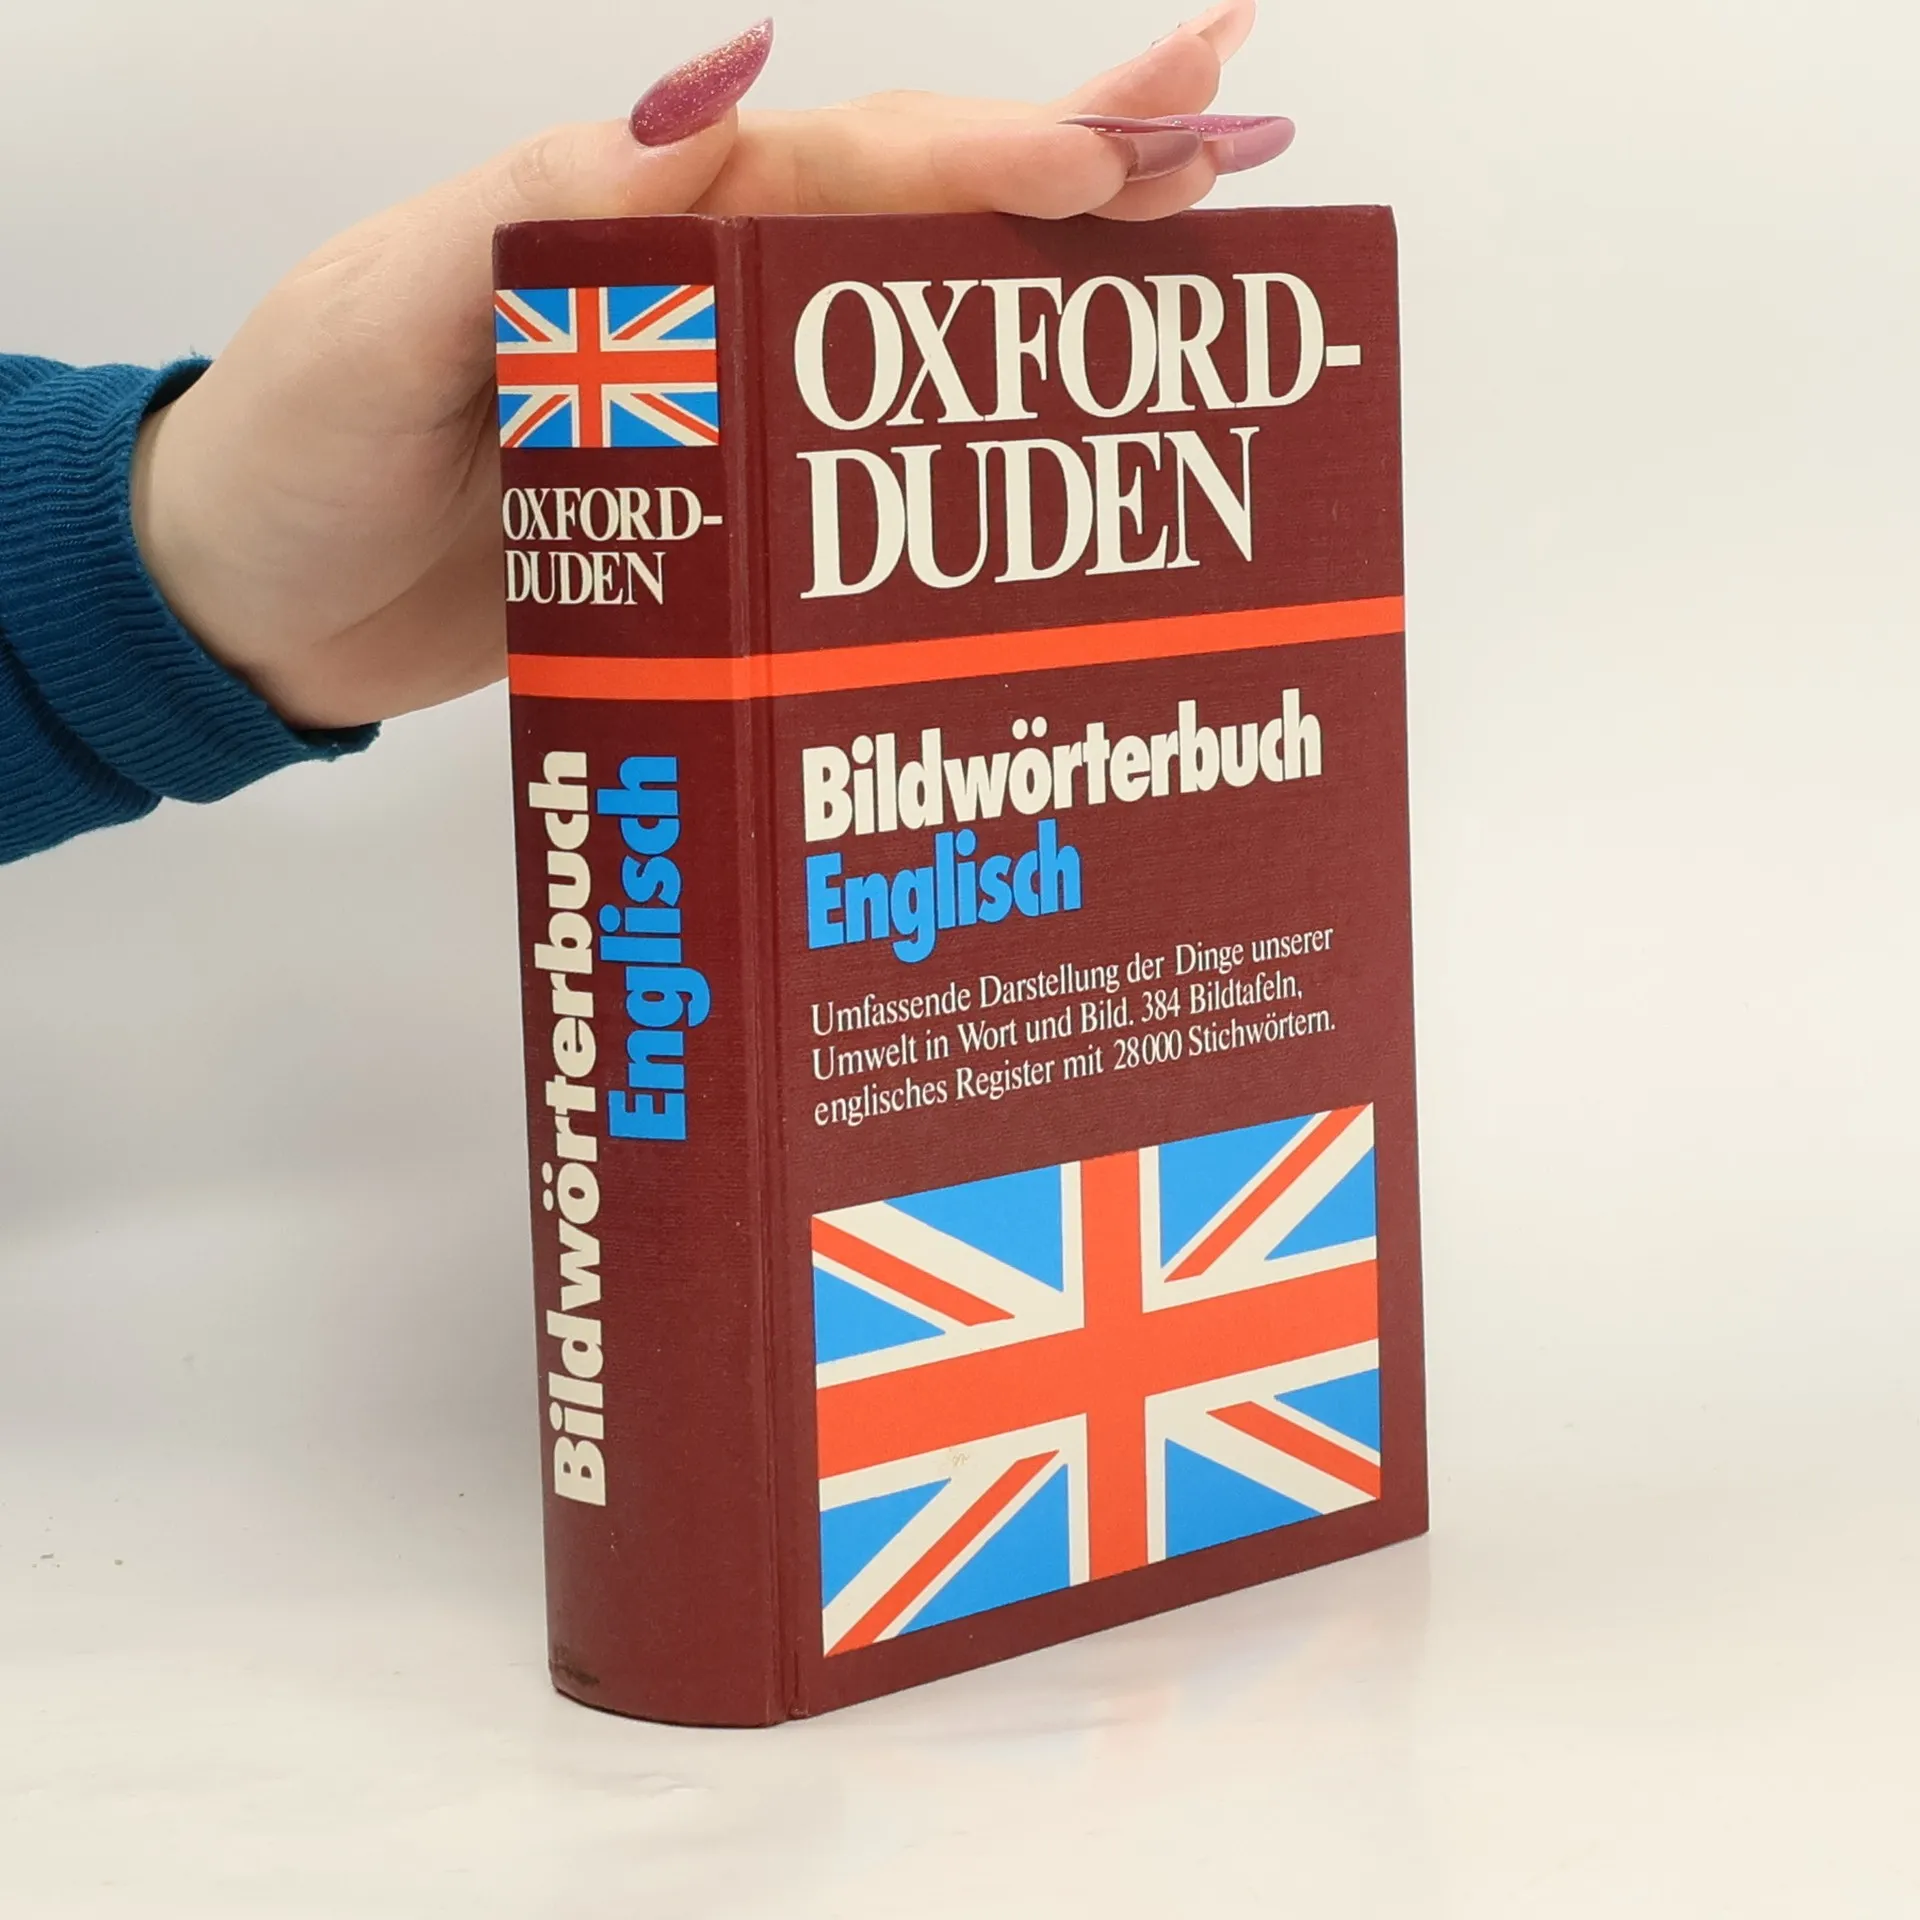 OXFORD-
DUDEN
Bildwörterbuch
Englisch
OXFORD-
DUDEN
Bildwörterbuch
Englisch
Umfassende Darstellung der Dinge unserer
Umwelt in Wort und Bild. 384 Bildtafeln,
englisches Register mit 28000 Stichwörtern.